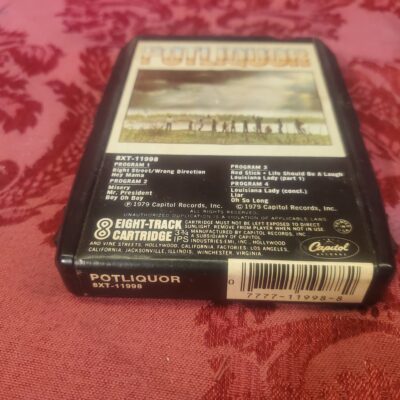 POTLIQUOR
8XT-11998
PROGRAM 1
Right Street/Wrong Direction
Hey Mama
PROGRAM 2
Misery
Mr. President
Boy Oh Boy
PROGRAM 3
Red Stick - Life Should Be A Laugh
Louisiana Lady (part 1)
PROGRAM 4
Louisiana Lady (conct.)
Liar
Oh So Long
℗1979 Capitol Records, Inc.
©1979 Capitol Records, Inc.
ALL RIGHTS RESERVED.
UNAUTHORIZED DUPLICATION IS A VIOLATION OF APPLICABLE LAWS.
8 EIGHT-TRACK CARTRIDGE 3¾ IPS
CARTRIDGE MUST NOT BE LEFT EXPOSED TO DIRECT
SUNLIGHT. REMOVE FROM PLAYER WHEN NOT IN USE.
MANUFACTURED BY CAPITOL RECORDS, INC.,
A SUBSIDIARY OF CAPITOL
INDUSTRIES-EMI, INC., HOLLYWOOD
AND VINE STREETS, HOLLYWOOD, CALIFORNIA. FACTORIES: LOS ANGELES,
CALIFORNIA; JACKSONVILLE, ILLINOIS; WINCHESTER, VIRGINIA.
Capitol
RECORDS
POTLIQUOR
8XT-11998
0 7777-11998-8